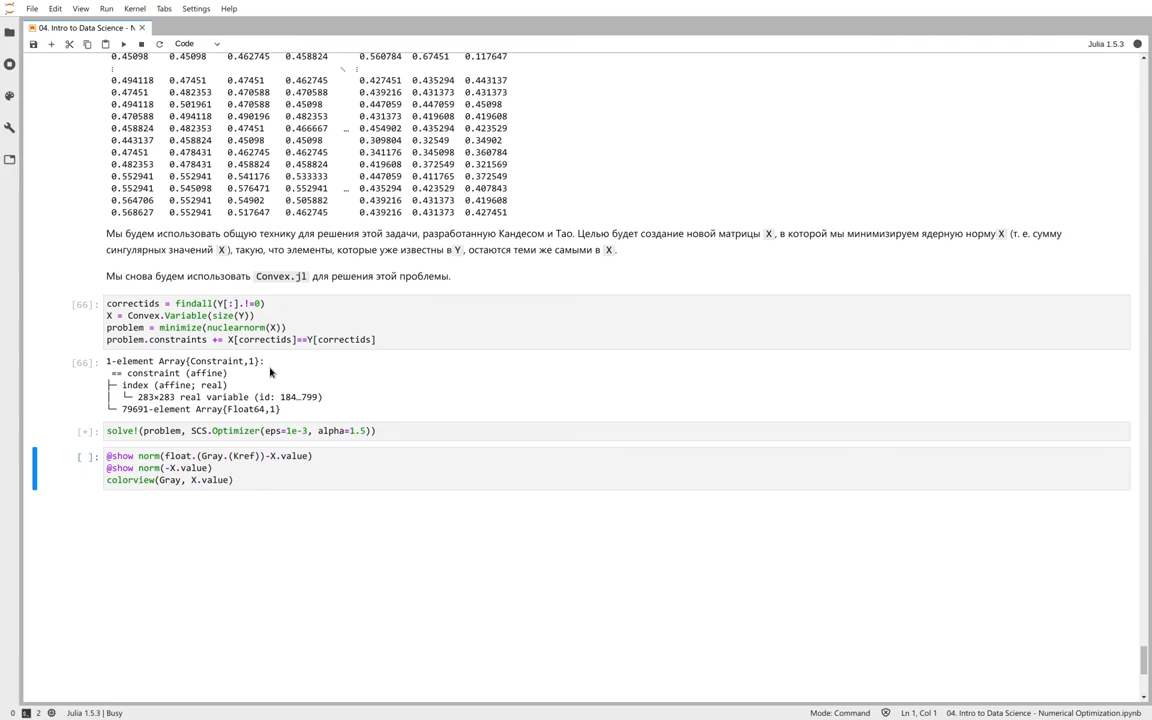 File Edit View Run Kernel Tabs Settings Help
04. Intro to Data Science - N
Code Julia 1.5.3
0.45098 0.45098 0.462745 0.458824 0.560784 0.67451 0.117647
⋮ ⋱ ⋮
0.494118 0.47451 0.47451 0.462745 0.427451 0.435294 0.443137
0.47451 0.482353 0.470588 0.470588 0.439216 0.431373 0.431373
0.494118 0.501961 0.470588 0.45098 0.447059 0.447059 0.45098
0.470588 0.494118 0.490196 0.482353 0.431373 0.419608 0.419608
0.458824 0.482353 0.47451 0.466667 … 0.454902 0.435294 0.423529
0.443137 0.458824 0.45098 0.45098 0.309804 0.32549 0.34902
0.47451 0.478431 0.462745 0.462745 0.341176 0.345098 0.360784
0.482353 0.478431 0.458824 0.458824 0.419608 0.372549 0.321569
0.552941 0.552941 0.541176 0.533333 0.447059 0.411765 0.372549
0.552941 0.545098 0.576471 0.552941 … 0.435294 0.423529 0.407843
0.564706 0.552941 0.54902 0.505882 0.439216 0.431373 0.419608
0.568627 0.552941 0.517647 0.462745 0.439216 0.431373 0.427451
Мы будем использовать общую технику для решения этой задачи, разработанную Кандесом и Тао. Целью будет создание новой матрицы X, в которой мы минимизируем ядерную норму X (т. е. сумму
сингулярных значений X), такую, что элементы, которые уже известны в Y, остаются теми же самыми в X.
Мы снова будем использовать Convex.jl для решения этой проблемы.
[66]: correctids = findall(Y[:].!=0)
X = Convex.Variable(size(Y))
problem = minimize(nuclearnorm(X))
problem.constraints += X[correctids]==Y[correctids]
[66]: 1-element Array{Constraint,1}:
== constraint (affine)
├─ index (affine; real)
│ └─ 283×283 real variable (id: 184…799)
└─ 79691-element Array{Float64,1}
[*]: solve!(problem, SCS.Optimizer(eps=1e-3, alpha=1.5))
[ ]: @show norm(float.(Gray.(Kref))-X.value)
@show norm(-X.value)
colorview(Gray, X.value)
0 2 Julia 1.5.3 | Busy Mode: Command Ln 1, Col 1 04. Intro to Data Science - Numerical Optimization.ipynb